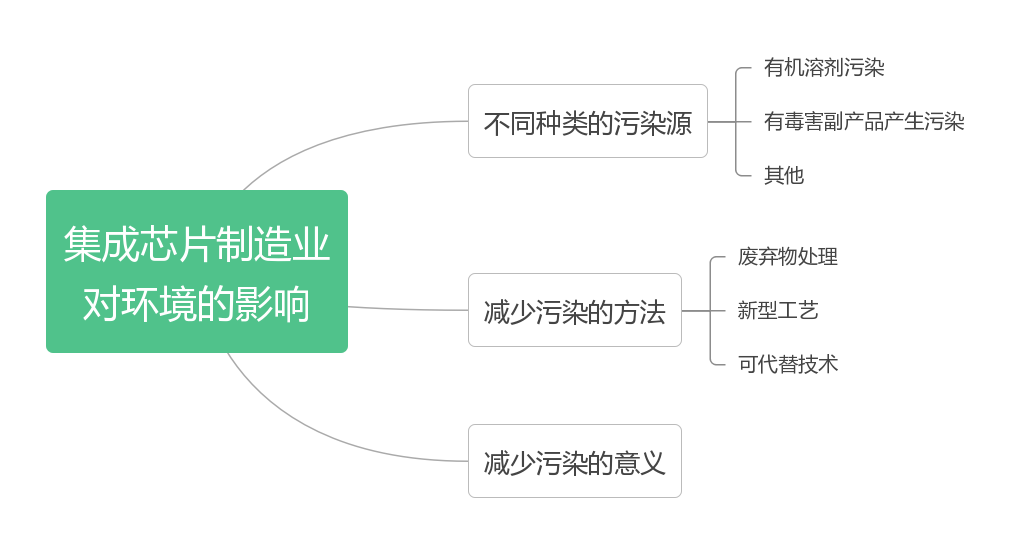 集成芯片制造业
对环境的影响
不同种类的污染源
有机溶剂污染
有毒害副产品产生污染
其他
减少污染的方法
废弃物处理
新型工艺
可代替技术
减少污染的意义